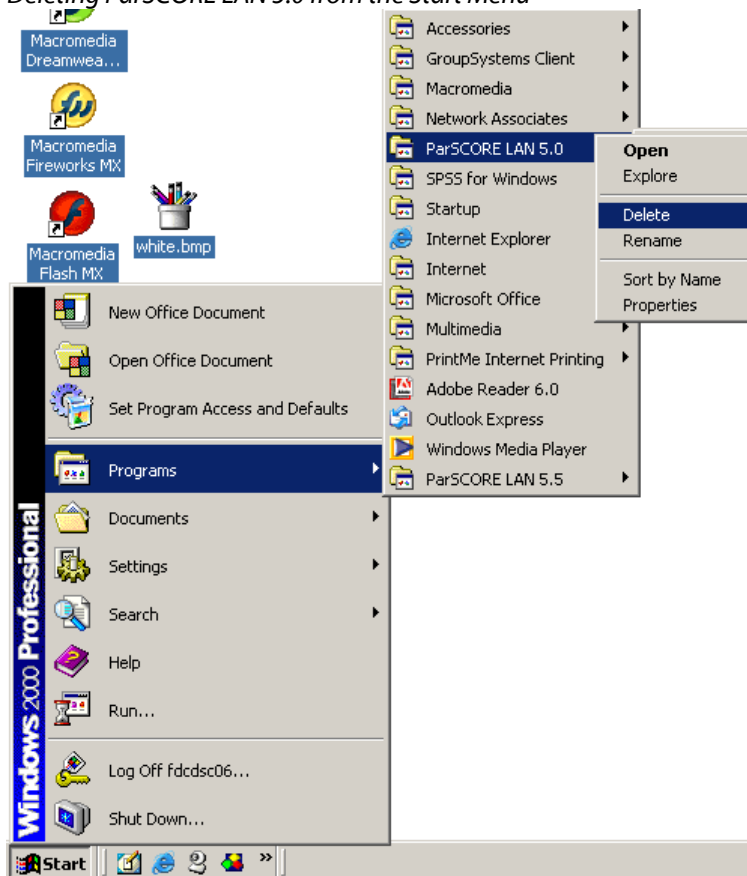 Deleting ParSCORE LAN 5.0 from the Start Menu
Macromedia
Dreamwea...
Macromedia
Fireworks MX
Macromedia
Flash MX
white.bmp
Accessories
GroupSystems Client
Macromedia
Network Associates
ParSCORE LAN 5.0
SPSS for Windows
Startup
Internet Explorer
Internet
Microsoft Office
Multimedia
PrintMe Internet Printing
Adobe Reader 6.0
Outlook Express
Windows Media Player
ParSCORE LAN 5.5
Open
Explore
Delete
Rename
Sort by Name
Properties
New Office Document
Open Office Document
Set Program Access and Defaults
Programs
Documents
Settings
Search
Help
Run...
Log Off fdcdsc06...
Shut Down...
Windows 2000 Professional
Start